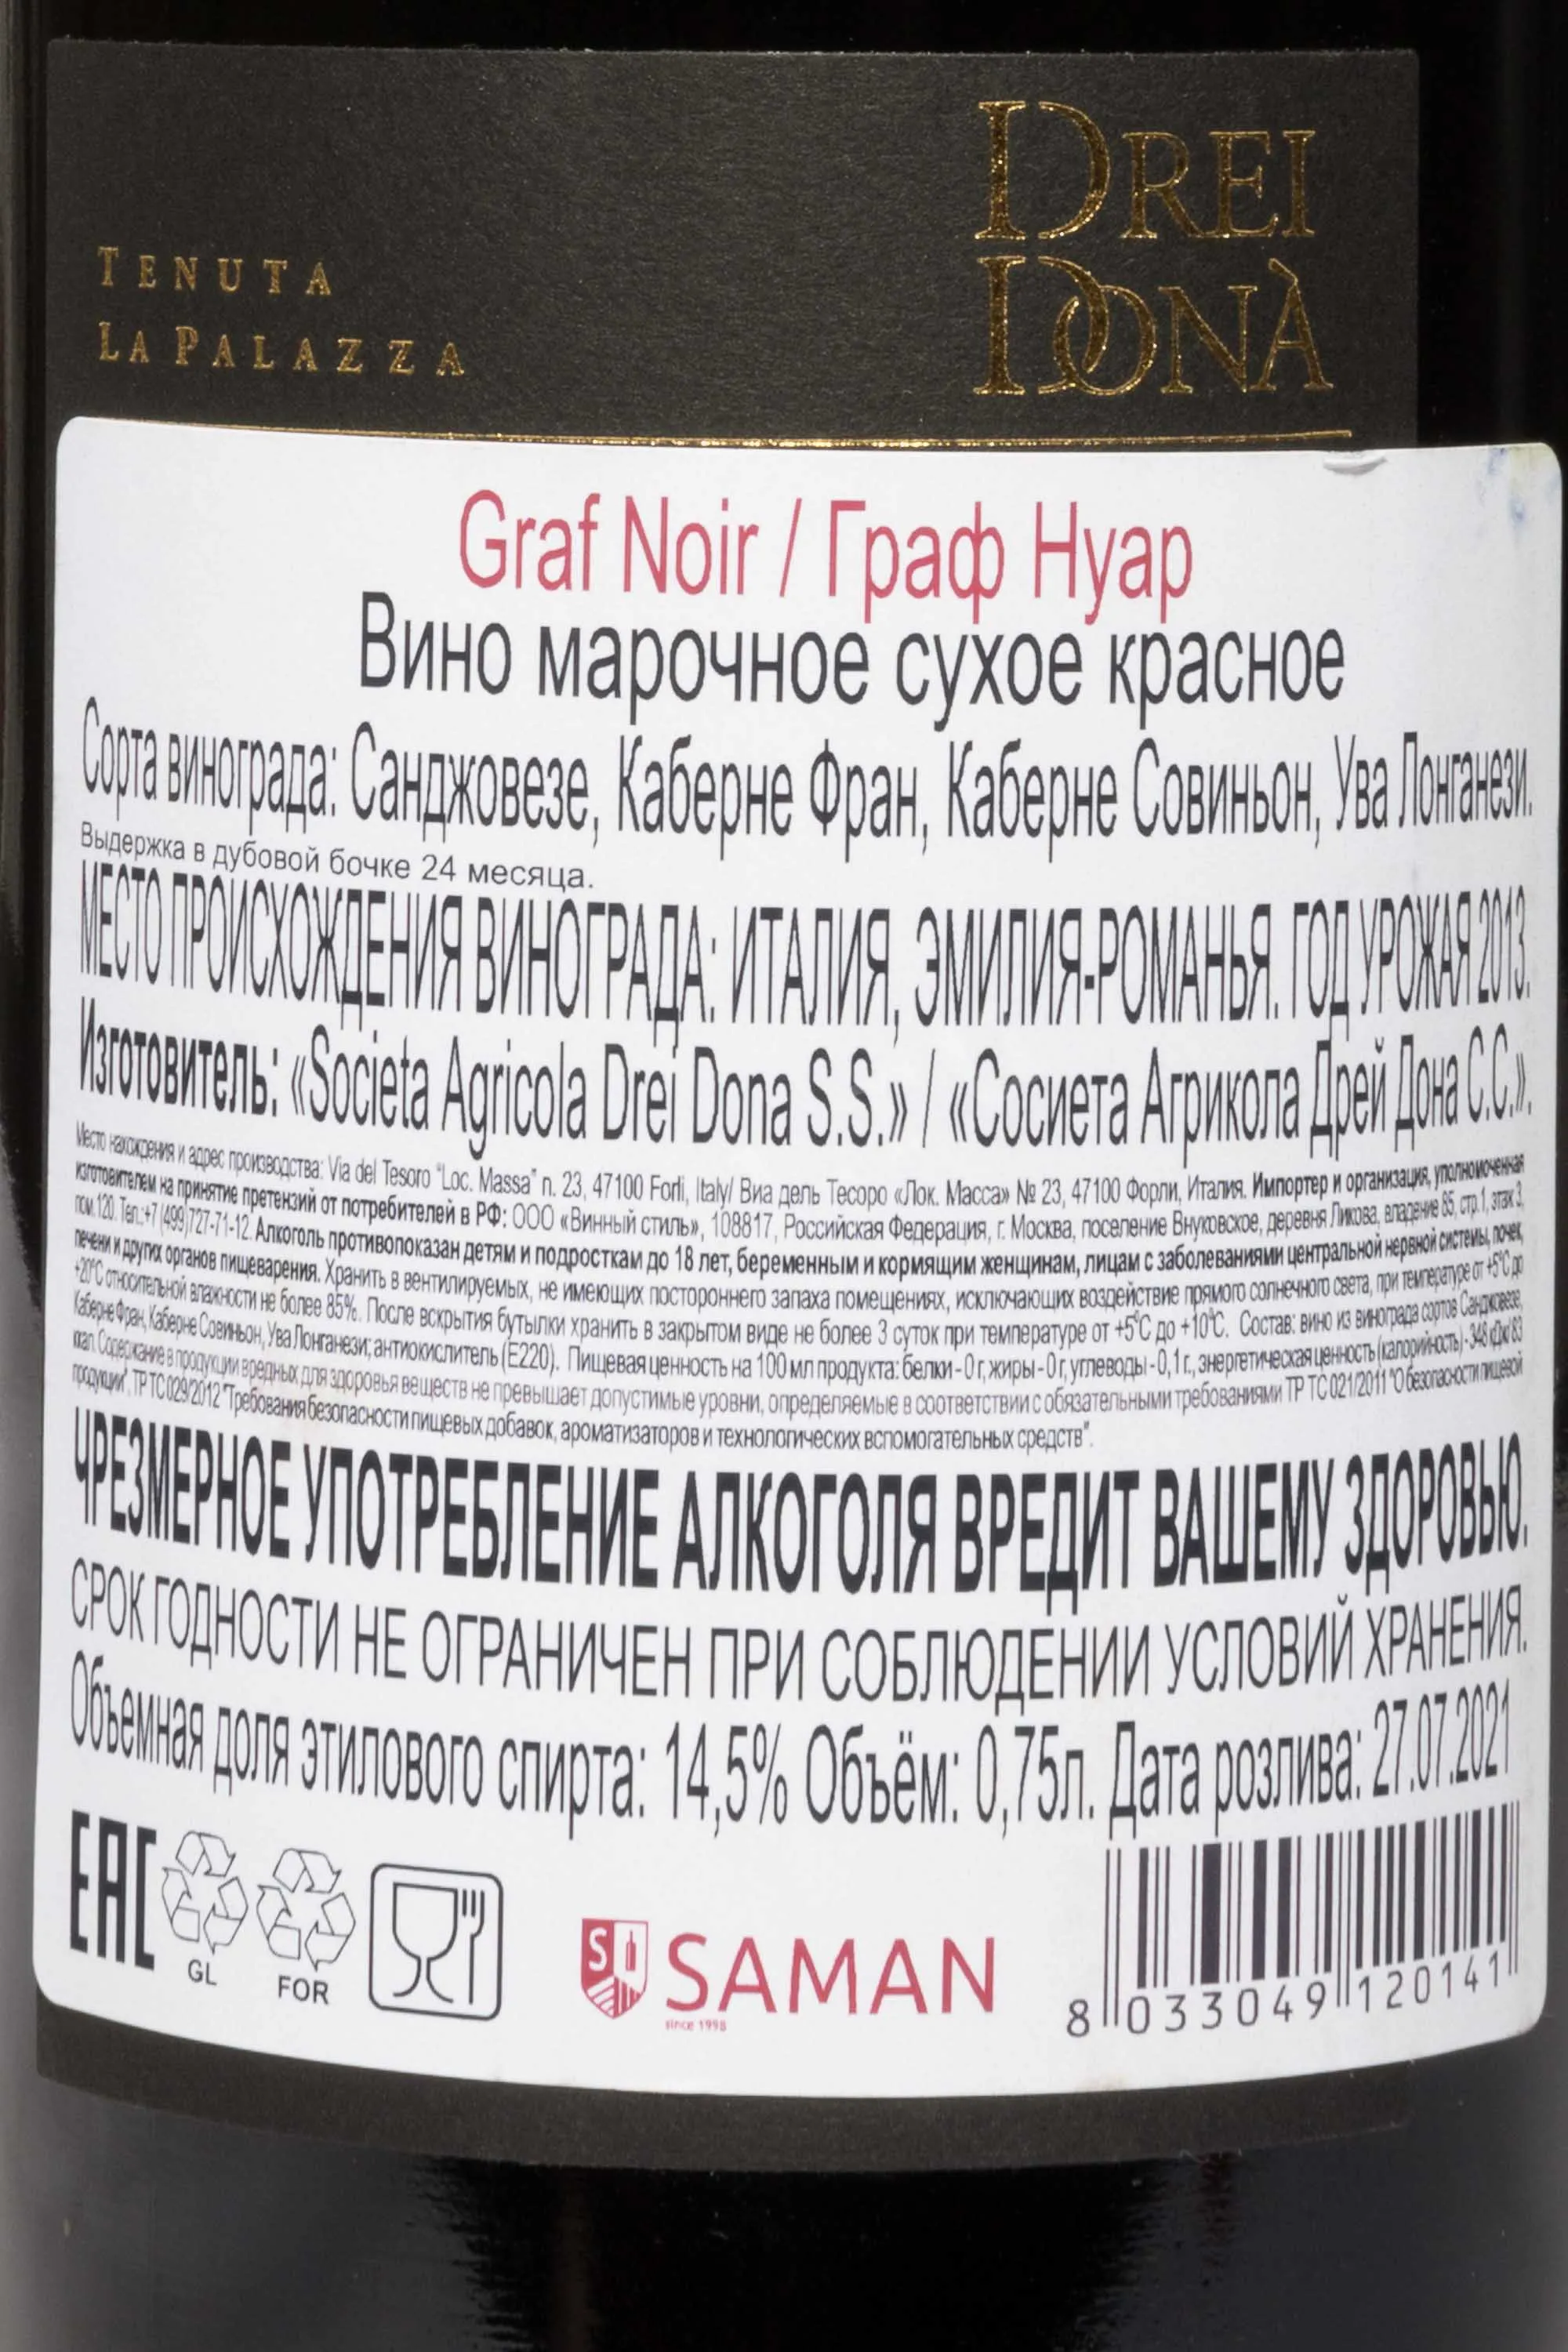 TENUTA
LA PALAZZA
DREI
DONÀ
Graf Noir / Граф Нуар
Вино марочное сухое красное
Сорта винограда: Санджовезе, Каберне Фран, Каберне Совиньон, Ува Лонганези.
Выдержка в дубовой бочке 24 месяца.
МЕСТО ПРОИСХОЖДЕНИЯ ВИНОГРАДА: ИТАЛИЯ, ЭМИЛИЯ-РОМАНЬЯ. ГОД УРОЖАЯ 2013.
Изготовитель: «Societa Agricola Drei Dona S.S.» / «Сосиета Агрикола Дрей Дона С.С.».
Место нахождения и адрес производства: Via del Tesoro "Loc. Massa" n. 23, 47100 Forli, Italy/ Виа дель Тесоро «Лок. Масса» № 23, 47100 Форли, Италия. Импортер и организация, уполномоченная
изготовителем на принятие претензий от потребителей в РФ: ООО «Винный стиль», 108817, Российская Федерация, г. Москва, поселение Внуковское, деревня Ликова, владение 85, стр.1, этаж 3,
пом.120. Тел.:+7 (499)727-71-12. Алкоголь противопоказан детям и подросткам до 18 лет, беременным и кормящим женщинам, лицам с заболеваниями центральной нервной системы, почек,
печени и других органов пищеварения. Хранить в вентилируемых, не имеющих постороннего запаха помещениях, исключающих воздействие прямого солнечного света, при температуре от +5°C до
+20°C относительной влажности не более 85%. После вскрытия бутылки хранить в закрытом виде не более 3 суток при температуре от +5°C до +10°C. Состав: вино из винограда сортов Санджовезе,
Каберне Фран, Каберне Совиньон, Ува Лонганези; антиокислитель (Е220). Пищевая ценность на 100 мл продукта: белки - 0 г, жиры - 0 г, углеводы - 0,1 г., энергетическая ценность (калорийность) - 348 кДж/ 83
ккал. Содержание в продукции вредных для здоровья веществ не превышает допустимые уровни, определяемые в соответствии с обязательными требованиями ТР ТС 021/2011 "О безопасности пищевой
продукции", ТР ТС 029/2012 "Требования безопасности пищевых добавок, ароматизаторов и технологических вспомогательных средств".
ЧРЕЗМЕРНОЕ УПОТРЕБЛЕНИЕ АЛКОГОЛЯ ВРЕДИТ ВАШЕМУ ЗДОРОВЬЮ.
СРОК ГОДНОСТИ НЕ ОГРАНИЧЕН ПРИ СОБЛЮДЕНИИ УСЛОВИЙ ХРАНЕНИЯ.
Объемная доля этилового спирта: 14,5% Объём: 0,75л. Дата розлива: 27.07.2021
EAC
GL
FOR
S
SAMAN
since 1998
8 033049 120141